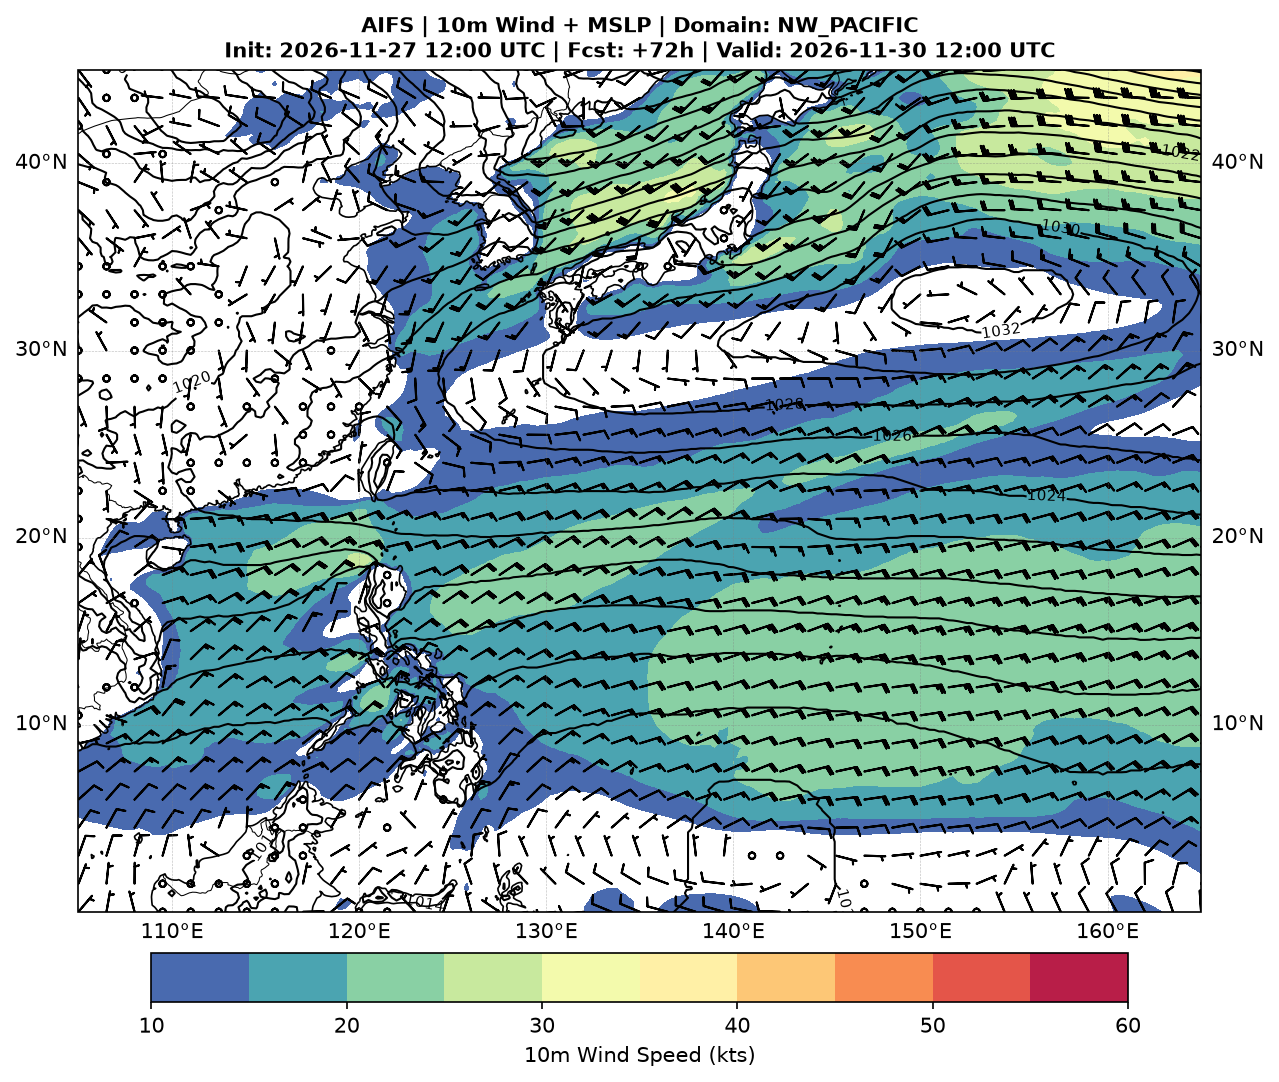 AIFS | 10m Wind + MSLP | Domain: NW_PACIFIC
Init: 2026-11-27 12:00 UTC | Fcst: +72h | Valid: 2026-11-30 12:00 UTC
40°N 1022 40°N
1030
30°N 1032 30°N
1020
1028
1026
1024
20°N 20°N
10°N 10°N
1012
110°E 120°E 130°E 140°E 150°E 160°E
10 20 30 40 50 60
10m Wind Speed (kts)